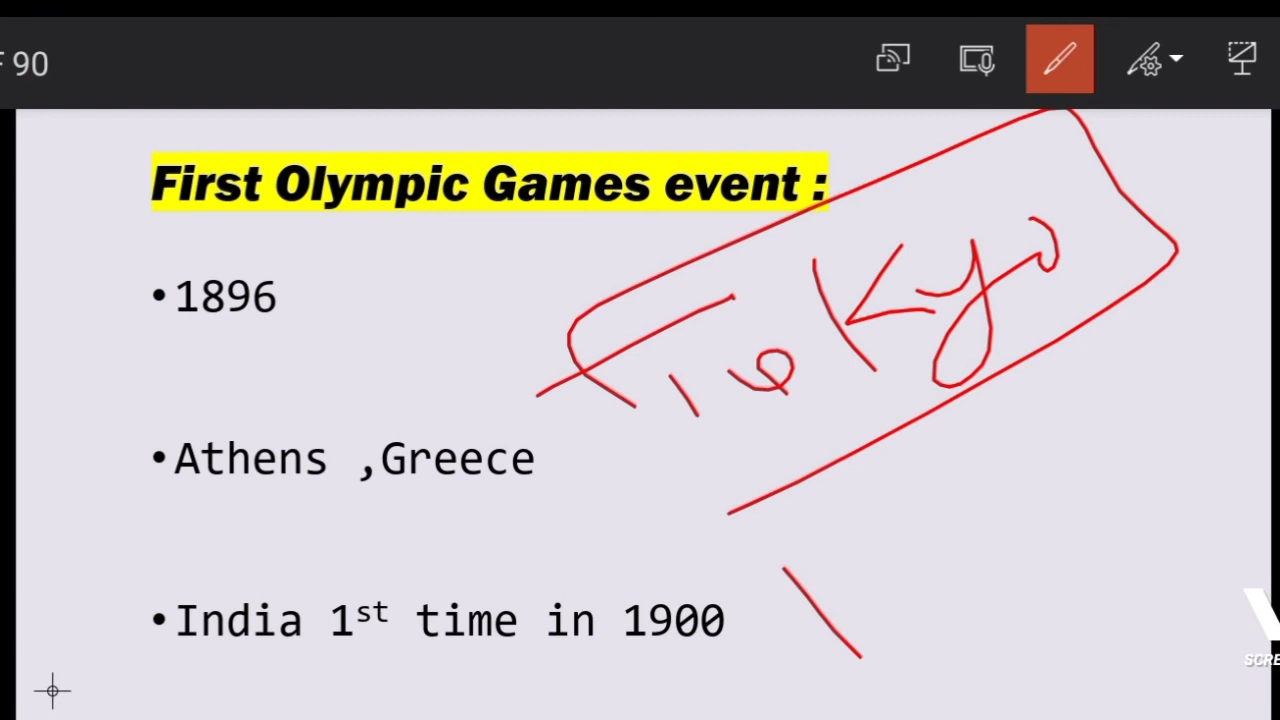 90
First Olympic Games event :
Tokyo
•1896
•Athens ,Greece
•India 1st time in 1900